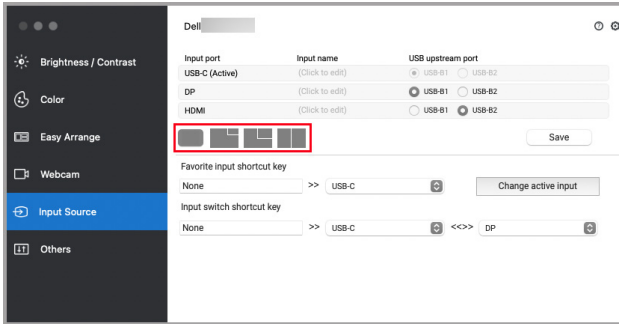 Dell
Brightness / Contrast
Color
Easy Arrange
Webcam
Input Source
Others
Input port Input name USB upstream port
USB-C (Active) (Click to edit) USB-B1 USB-B2
DP (Click to edit) USB-B1 USB-B2
HDMI (Click to edit) USB-B1 USB-B2
Save
Favorite input shortcut key
None >> USB-C Change active input
Input switch shortcut key
None >> USB-C <<>> DP